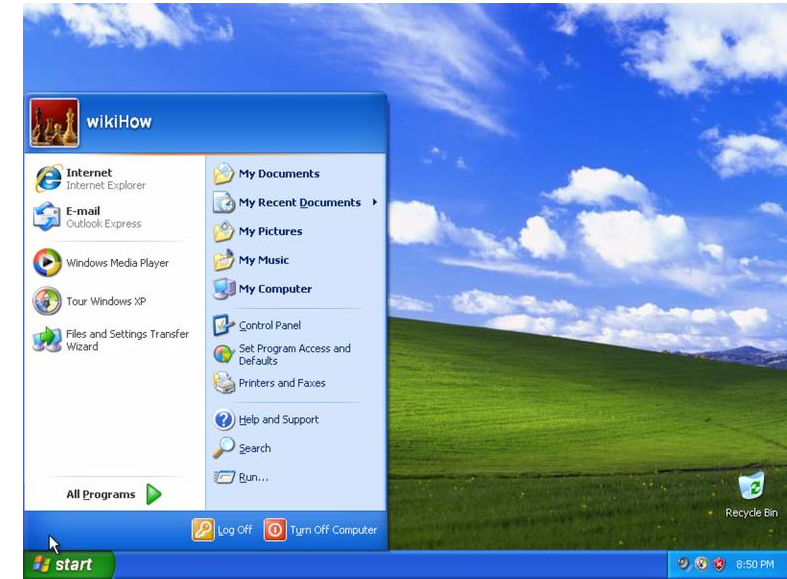 wikiHow
Internet
Internet Explorer
E-mail
Outlook Express
Windows Media Player
Tour Windows XP
Files and Settings Transfer
Wizard
All Programs
My Documents
My Recent Documents
My Pictures
My Music
My Computer
Control Panel
Set Program Access and
Defaults
Printers and Faxes
Help and Support
Search
Run...
Log Off
Turn Off Computer
Recycle Bin
start
8:50 PM